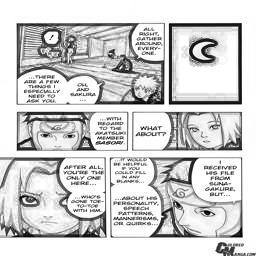 ALL
RIGHT,
GATHER
AROUND,
EVERY-
ONE.
!
OH,
AND
SAKURA
...
...THERE
ARE A FEW
THINGS I
ESPECIALLY
NEED TO
ASK YOU.
...WITH
REGARD TO
THE
AKATSUKI
MEMBER
SASORI.
WHAT
ABOUT?
I
RECEIVED
HIS FILE
FROM
SUNA-
GAKURE,
BUT...
...IT WOULD
BE HELPFUL
IF YOU
COULD FILL
IN ANY
BLANKS...
...ABOUT HIS
PERSONALITY,
SPEECH
PATTERNS,
MANNERISMS,
OR QUIRKS.
AFTER ALL,
YOU'RE THE
ONLY ONE
HERE...
...WHO'S
GONE TOE-
TO-TOE
WITH HIM.
COLORED
MANGA.COM